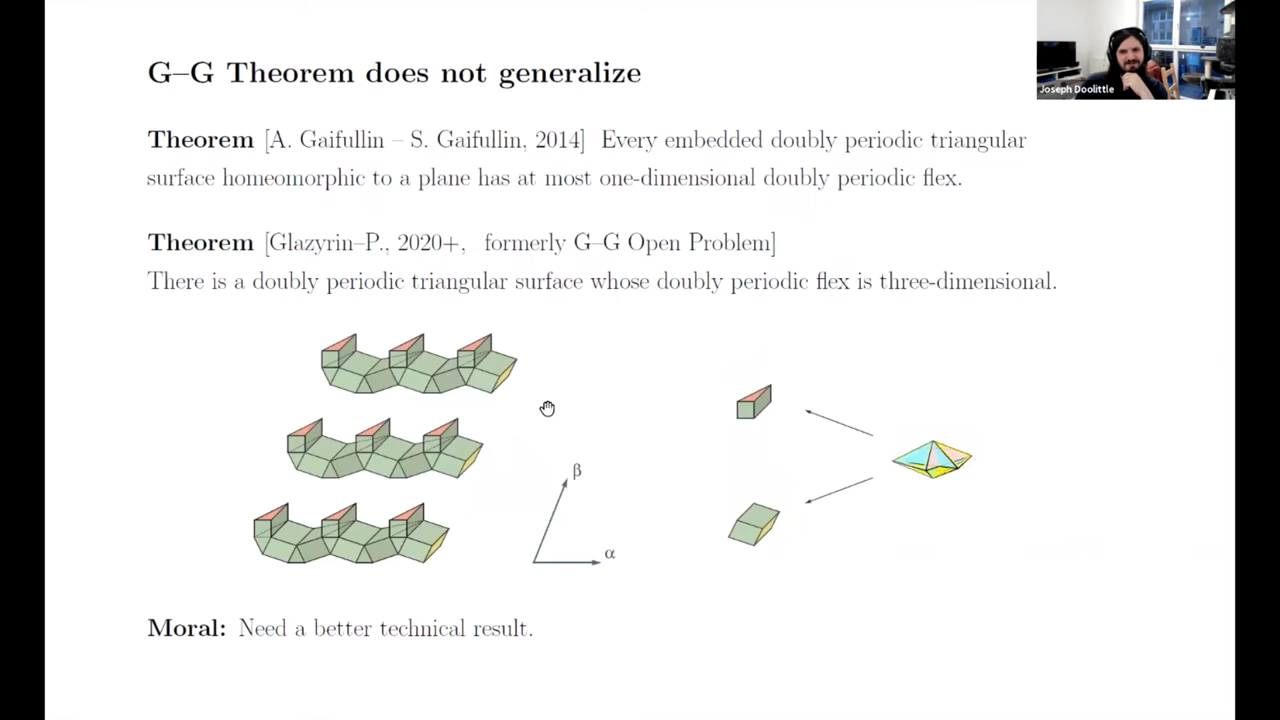 G–G Theorem does not generalize
Joseph Doolittle
Theorem [A. Gaifullin – S. Gaifullin, 2014] Every embedded doubly periodic triangular
surface homeomorphic to a plane has at most one-dimensional doubly periodic flex.
Theorem [Glazyrin–P., 2020+, formerly G–G Open Problem]
There is a doubly periodic triangular surface whose doubly periodic flex is three-dimensional.
β
α
Moral: Need a better technical result.